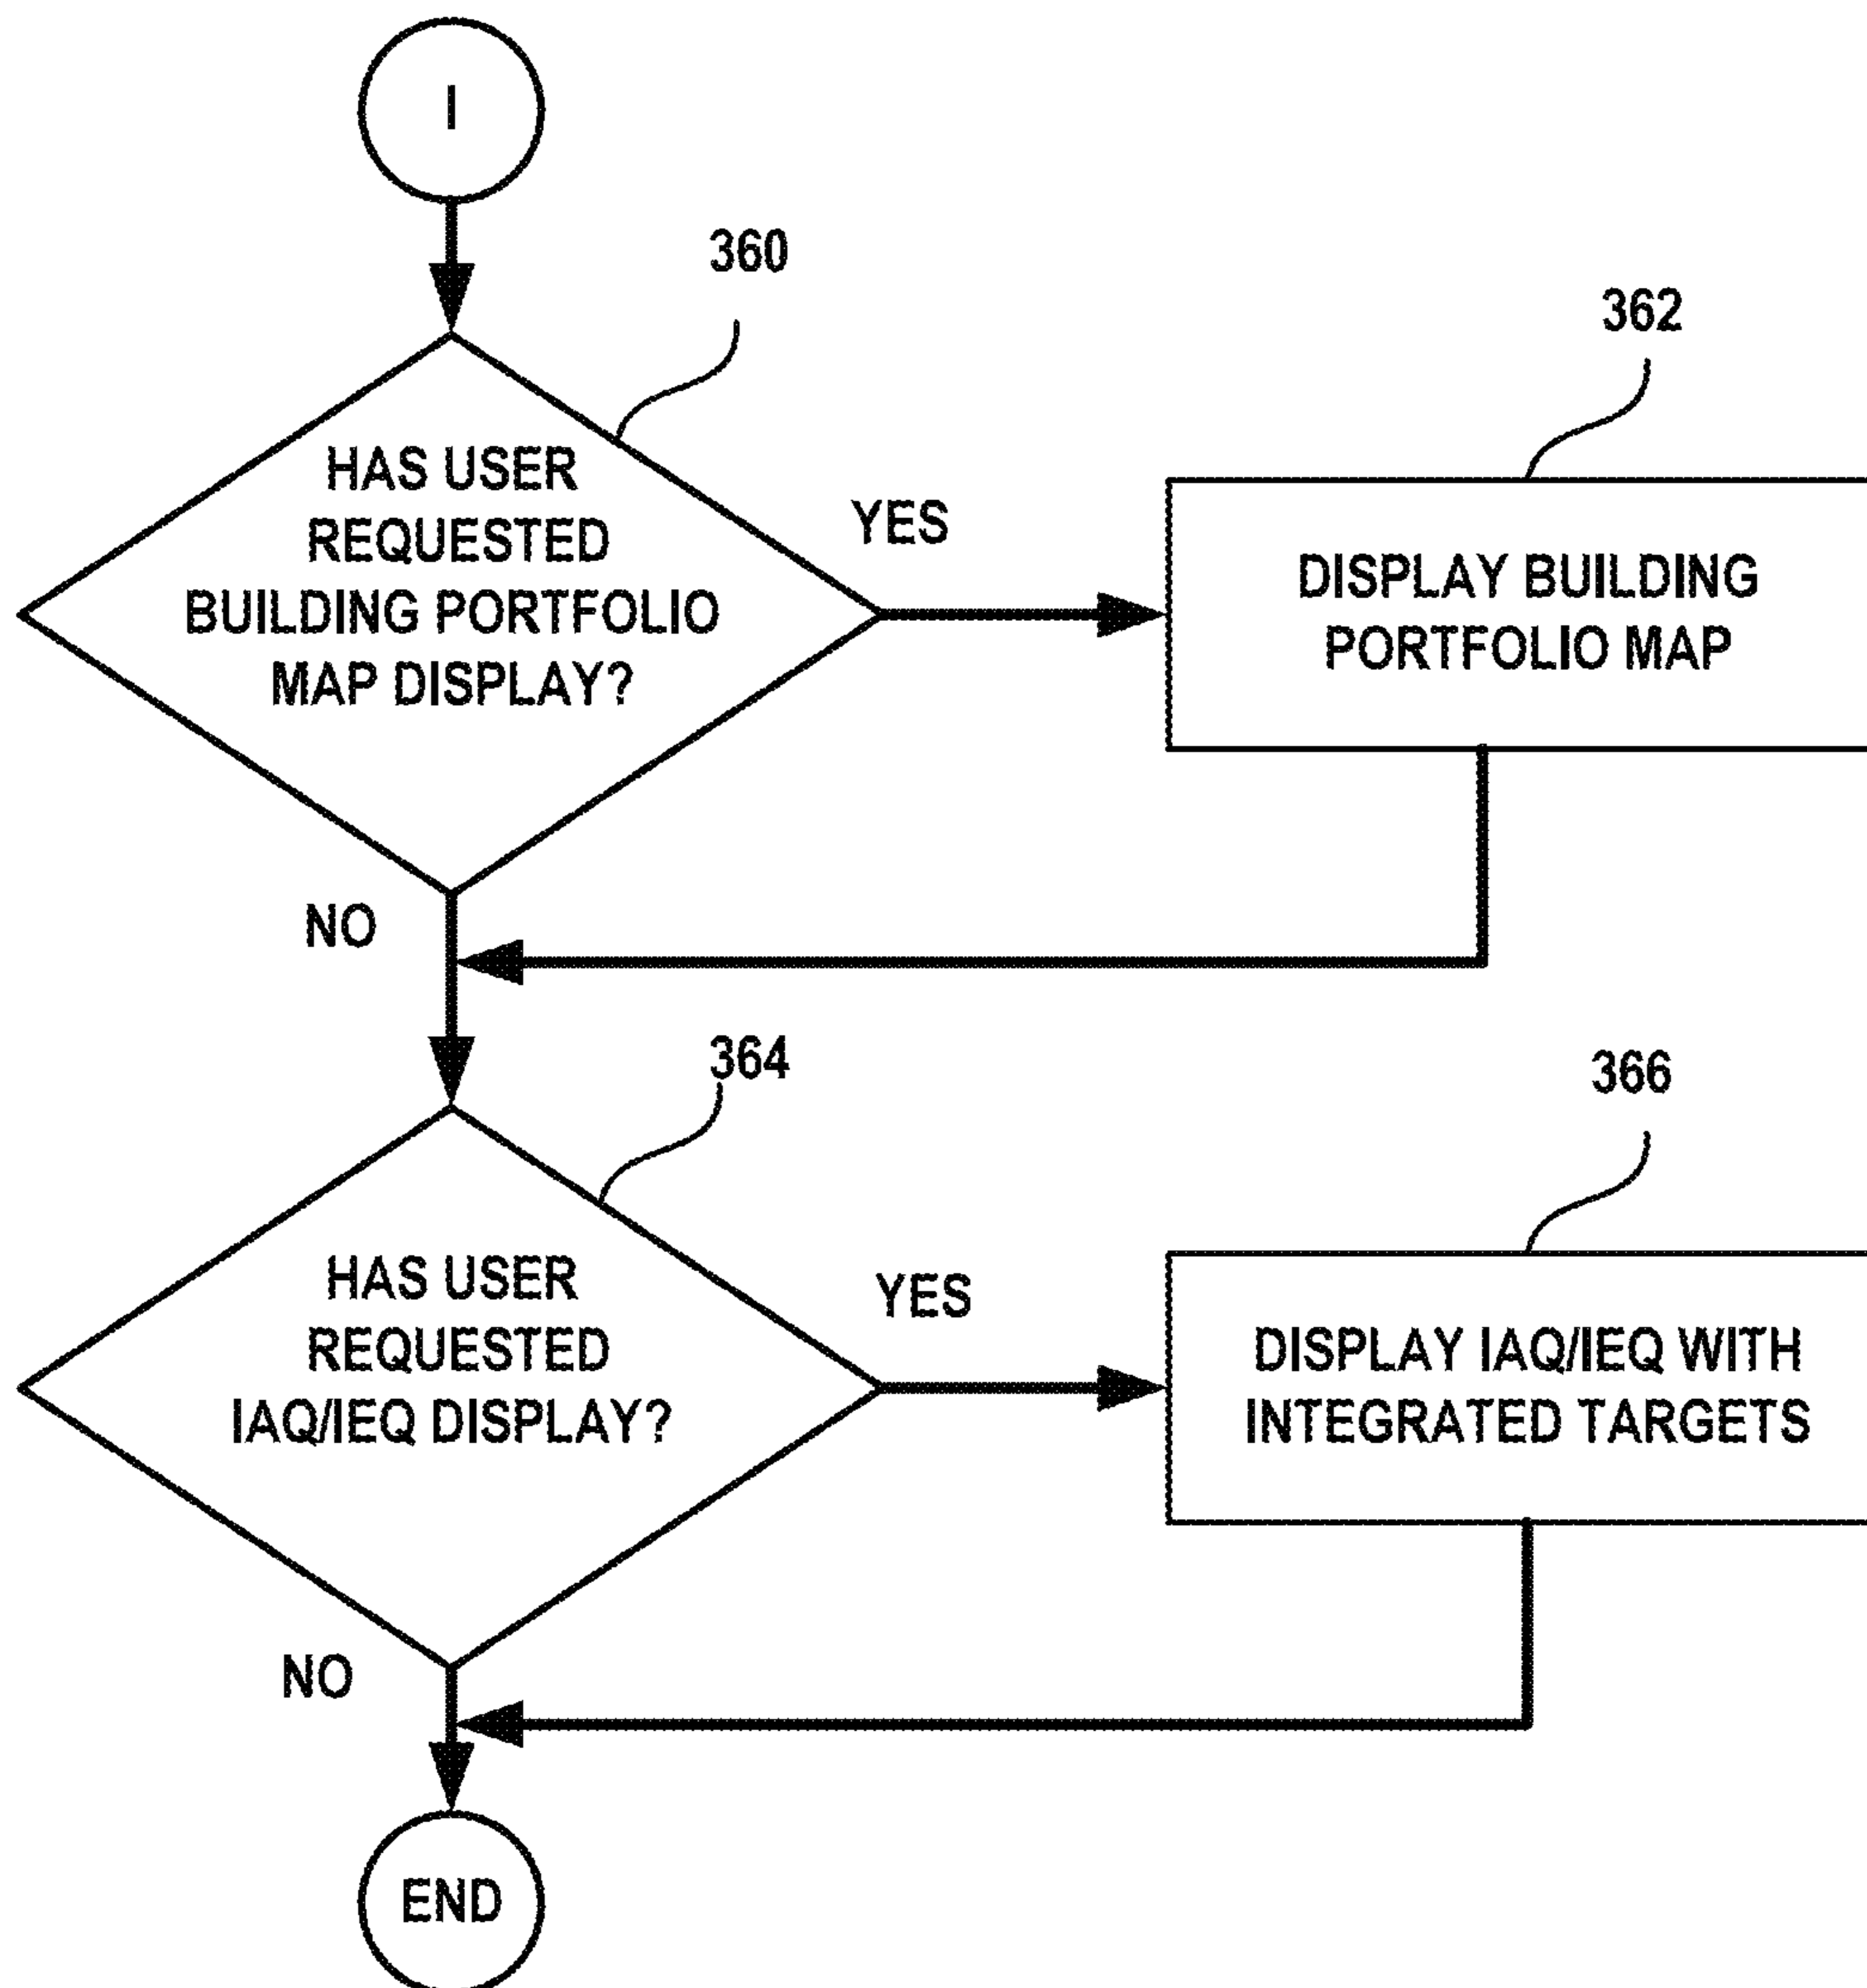 I
360
HAS USER
REQUESTED
BUILDING PORTFOLIO
MAP DISPLAY?
YES
362
DISPLAY BUILDING
PORTFOLIO MAP
NO
364
HAS USER
REQUESTED
IAQ/IEQ DISPLAY?
YES
366
DISPLAY IAQ/IEQ WITH
INTEGRATED TARGETS
NO
END